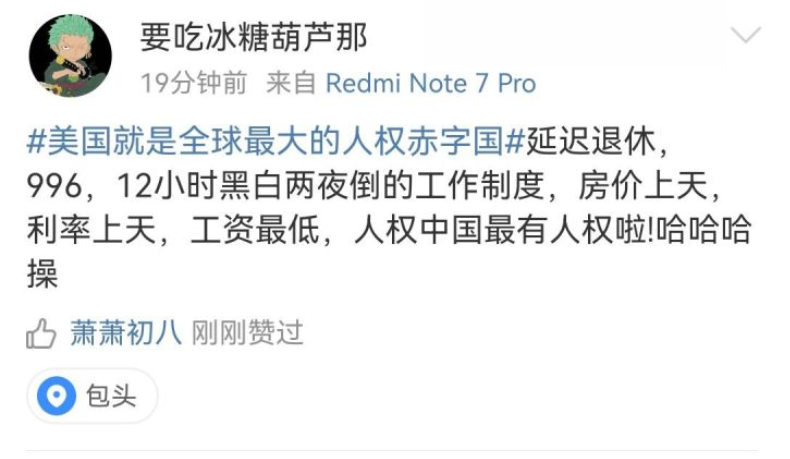 要吃冰糖葫芦那
19分钟前 来自 Redmi Note 7 Pro
#美国就是全球最大的人权赤字国#延迟退休，
996，12小时黑白两夜倒的工作制度，房价上天，
利率上天，工资最低，人权中国最有人权啦!哈哈哈
操
萧萧初八 刚刚赞过
包头